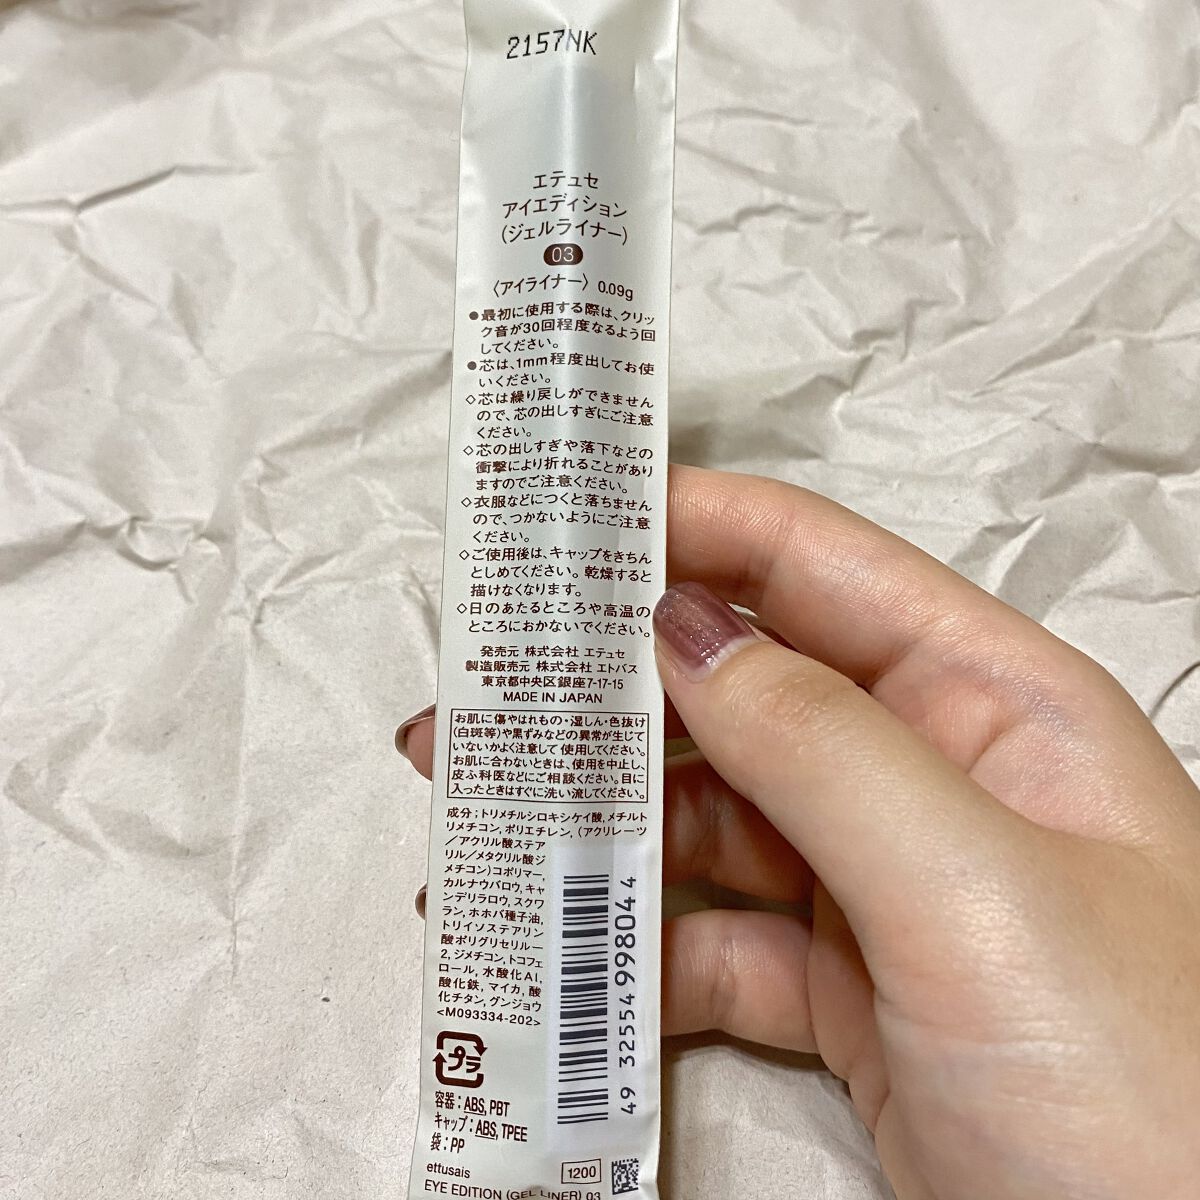 2157NK
エテュセ
アイエディション
(ジェルライナー)
03
〈アイライナー〉 0.09g
●最初に使用する際は、クリッ
ク音が30回程度なるよう回
してください。
●芯は、1mm程度出してお使
いください。
◇芯は繰り戻しができません
ので、芯の出しすぎにご注意
ください。
◇芯の出しすぎや落下などの
衝撃により折れることがあり
ますのでご注意ください。
◇衣服などにつくと落ちません
ので、つかないようにご注意
ください。
◇ご使用後は、キャップをきちん
としめてください。乾燥すると
描けなくなります。
◇日のあたるところや高温の
ところにおかないでください。
発売元 株式会社 エテュセ
製造販売元 株式会社 エトバス
東京都中央区銀座7-17-15
MADE IN JAPAN
お肌に傷やはれもの・湿しん・色抜け
(白斑等)や黒ずみなどの異常が生じて
いないかよく注意して使用してください。
お肌に合わないときは、使用を中止し、
皮ふ科医などにご相談ください。目に
入ったときはすぐに洗い流してください。
成分;トリメチルシロキシケイ酸,メチルト
リメチコン,ポリエチレン,(アクリレーツ
/アクリル酸ステア
リル/メタクリル酸ジ
メチコン)コポリマー,
カルナウバロウ,キャ
ンデリラロウ,スクワ
ラン,ホホバ種子油,
トリイソステアリン
酸ポリグリセリル-
2,ジメチコン,トコフェ
ロール,水酸化Al,
酸化鉄,マイカ,酸
化チタン,グンジョウ
<M093334-202>
49 32554 99804 4
プラ
容器:ABS,PBT
キャップ:ABS,TPEE
袋:PP
ettusais
1200
EYE EDITION (GEL LINER) 03